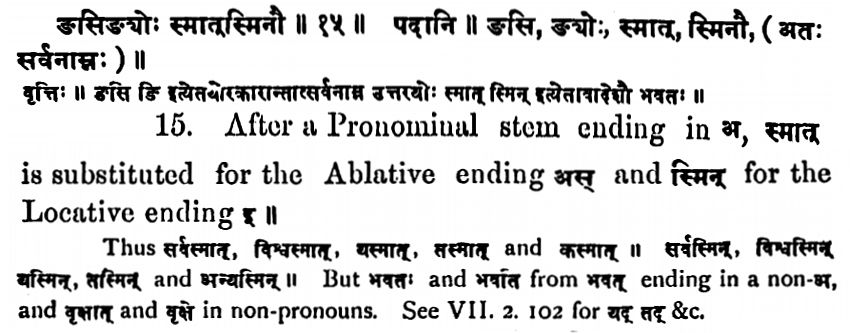 ङसिङ्योः स्मात्स्मिनौ ॥ १५ ॥ पदानि ॥ ङसि, ङ्योः, स्मात्, स्मिनौ, ( अतः
सर्वनाम्नः ) ॥
वृत्तिः ॥ ङसि ङि इत्येतयोरकारान्तात्सर्वनाम्न उत्तरयोः स्मात् स्मिन् इत्येतावादेशौ भवतः ॥
15. After a Pronominal stem ending in अ, स्मात्
is substituted for the Ablative ending अस् and स्मिन् for the
Locative ending इ ॥
Thus सर्वस्मात्, विश्वस्मात्, यस्मात्, तस्मात् and कस्मात् ॥ सर्वस्मिन्, विश्वस्मिन्
यस्मिन्, तस्मिन् and अन्यस्मिन् ॥ But भवतः and भवति from भवत् ending in a non-अ,
and वृक्षात् and वृक्षे in non-pronouns. See VII. 2. 102 for यद् तद् &c.